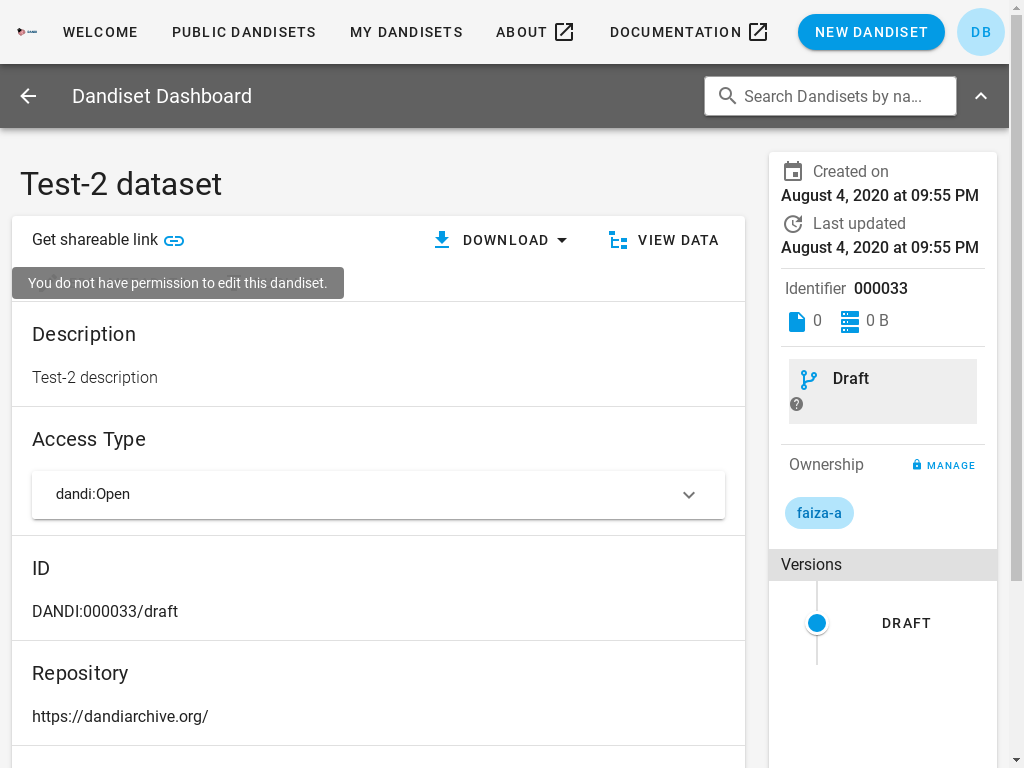 WELCOME PUBLIC DANDISETS MY DANDISETS ABOUT DOCUMENTATION NEW DANDISET DB
Dandiset Dashboard
Search Dandisets by na...
Test-2 dataset
Get shareable link
DOWNLOAD
VIEW DATA
You do not have permission to edit this dandiset.
Description
Test-2 description
Access Type
dandi:Open
ID
DANDI:000033/draft
Repository
https://dandiarchive.org/
Created on
August 4, 2020 at 09:55 PM
Last updated
August 4, 2020 at 09:55 PM
Identifier 000033
0 0 B
Draft
Ownership MANAGE
faiza-a
Versions
DRAFT